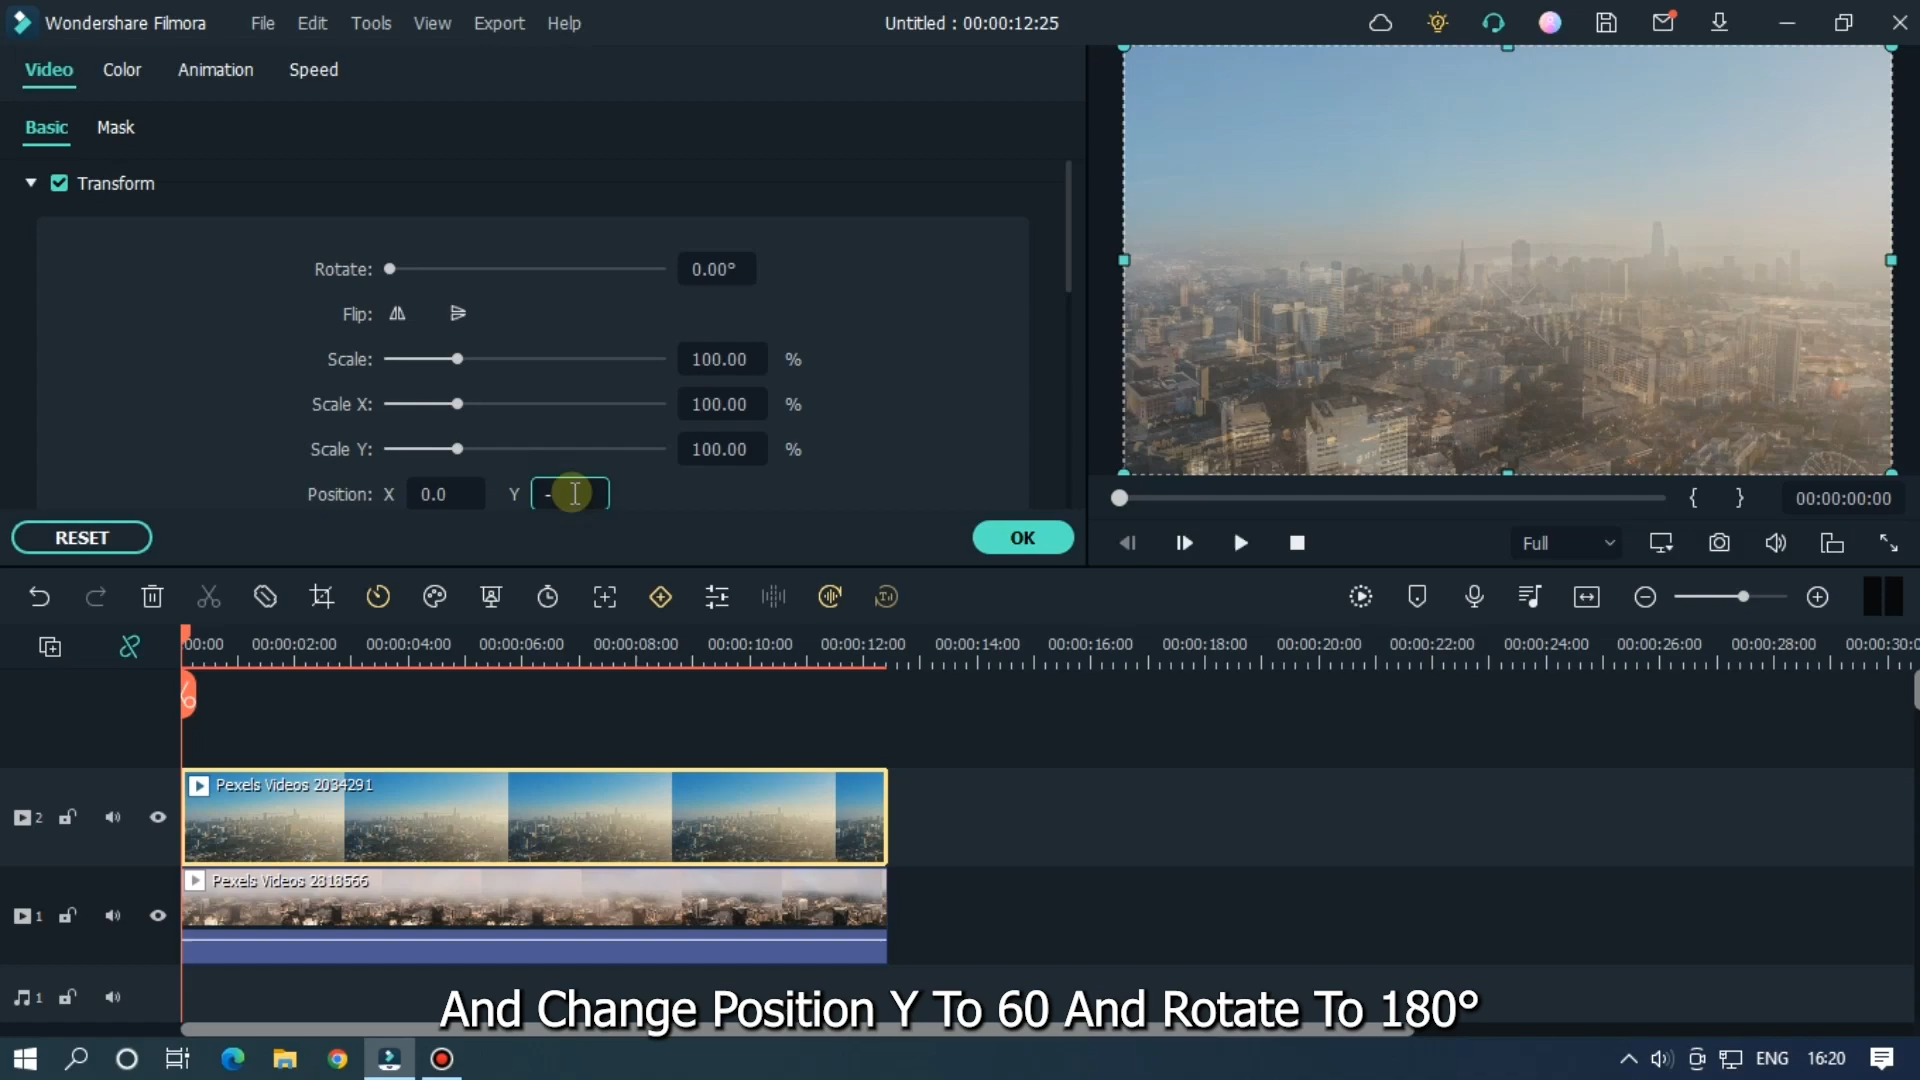 Wondershare Filmora File Edit Tools View Export Help Untitled : 00:00:12:25
Video Color Animation Speed
Basic Mask
Transform
Rotate: 0.00°
Flip:
Scale: 100.00 %
Scale X: 100.00 %
Scale Y: 100.00 %
Position: X 0.0 Y -
{ } 00:00:00:00
RESET OK
Full
00:00 00:00:02:00 00:00:04:00 00:00:06:00 00:00:08:00 00:00:10:00 00:00:12:00 00:00:14:00 00:00:16:00 00:00:18:00 00:00:20:00 00:00:22:00 00:00:24:00 00:00:26:00 00:00:28:00 00:00:30:0
Pexels Videos 2034291
2
Pexels Videos 2818566
1
1
And Change Position Y To 60 And Rotate To 180°
ENG 16:20